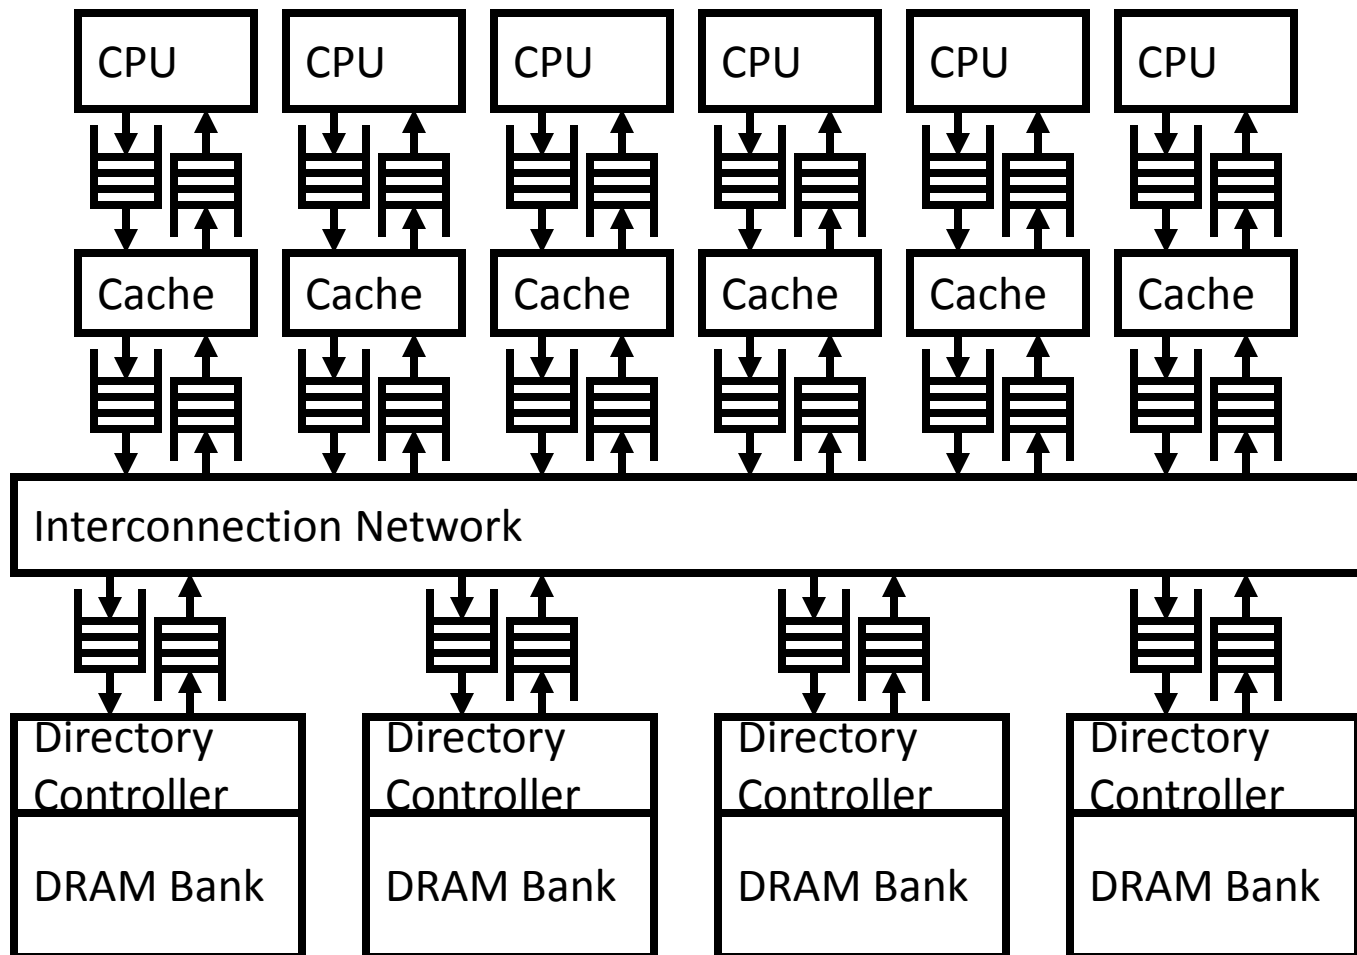 CPU CPU CPU CPU CPU CPU
Cache Cache Cache Cache Cache Cache
Interconnection Network
Directory Directory Directory Directory
Controller Controller Controller Controller
DRAM Bank DRAM Bank DRAM Bank DRAM Bank